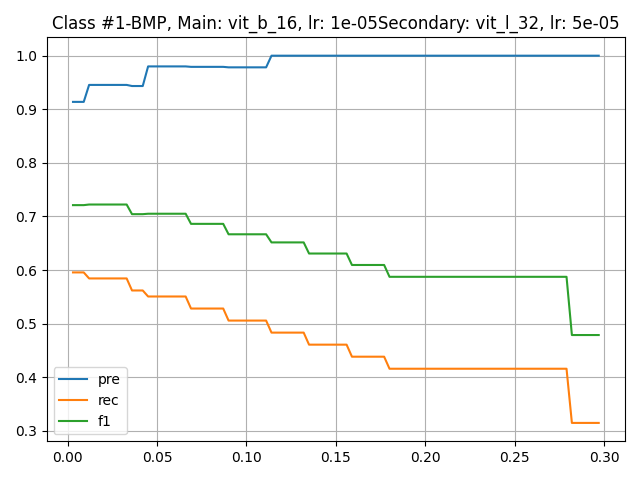 Class #1-BMP, Main: vit_b_16, lr: 1e-05Secondary: vit_l_32, lr: 5e-05
1.0
0.9
0.8
0.7
0.6
0.5
0.4
0.3
pre
rec
f1
0.00 0.05 0.10 0.15 0.20 0.25 0.30